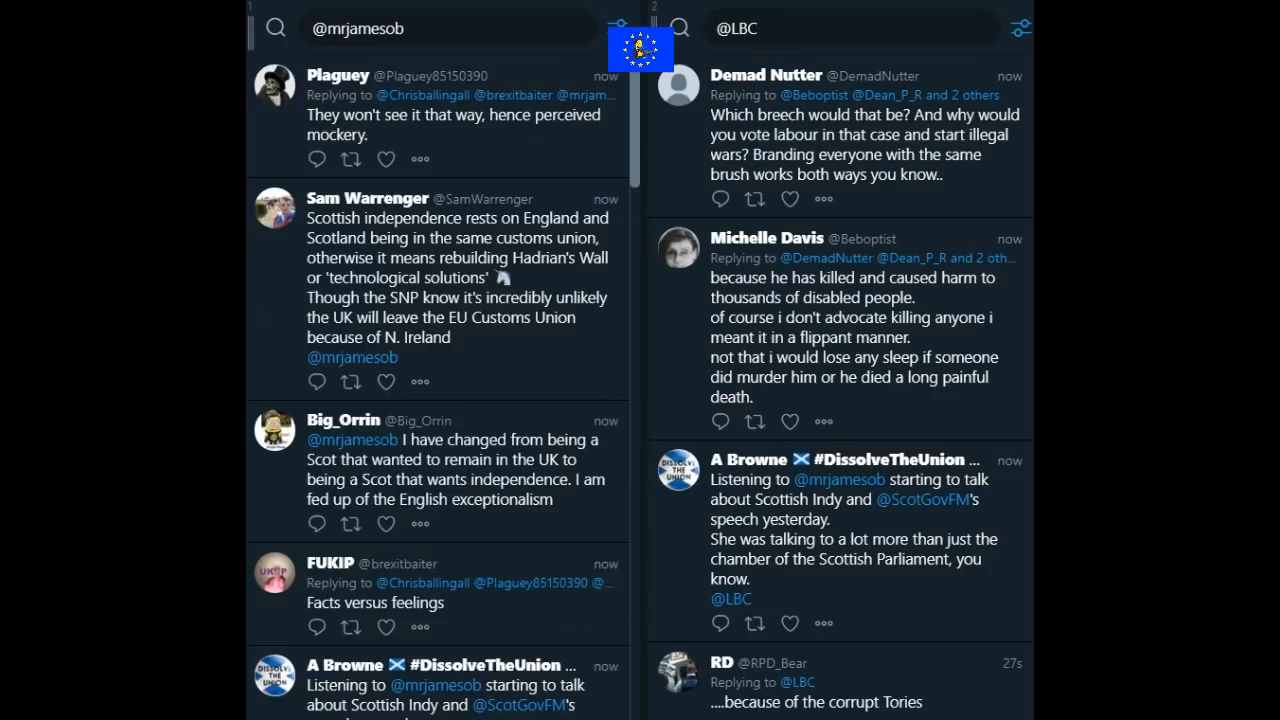 1
@mrjamesob
Plaguey @Plaguey85150390 now
Replying to @Chrisballingall @brexitbaiter @mrjam...
They won't see it that way, hence perceived
mockery.
Sam Warrenger @SamWarrenger now
Scottish independence rests on England and
Scotland being in the same customs union,
otherwise it means rebuilding Hadrian's Wall
or 'technological solutions' 🦄
Though the SNP know it's incredibly unlikely
the UK will leave the EU Customs Union
because of N. Ireland
@mrjamesob
Big_Orrin @Big_Orrin now
@mrjamesob I have changed from being a
Scot that wanted to remain in the UK to
being a Scot that wants independence. I am
fed up of the English exceptionalism
FUKIP @brexitbaiter now
Replying to @Chrisballingall @Plaguey85150390 @...
Facts versus feelings
A Browne 🏴󠁧󠁢󠁳󠁣󠁴󠁿 #DissolveTheUnion ... now
Listening to @mrjamesob starting to talk
about Scottish Indy and @ScotGovFM's
2
@LBC
Demad Nutter @DemadNutter now
Replying to @Beboptist @Dean_P_R and 2 others
Which breech would that be? And why would
you vote labour in that case and start illegal
wars? Branding everyone with the same
brush works both ways you know..
Michelle Davis @Beboptist now
Replying to @DemadNutter @Dean_P_R and 2 oth...
because he has killed and caused harm to
thousands of disabled people.
of course i don't advocate killing anyone i
meant it in a flippant manner.
not that i would lose any sleep if someone
did murder him or he died a long painful
death.
A Browne 🏴󠁧󠁢󠁳󠁣󠁴󠁿 #DissolveTheUnion ... now
Listening to @mrjamesob starting to talk
about Scottish Indy and @ScotGovFM's
speech yesterday.
She was talking to a lot more than just the
chamber of the Scottish Parliament, you
know.
@LBC
RD @RPD_Bear 27s
Replying to @LBC
....because of the corrupt Tories
DISSOLVE
THE
UNION